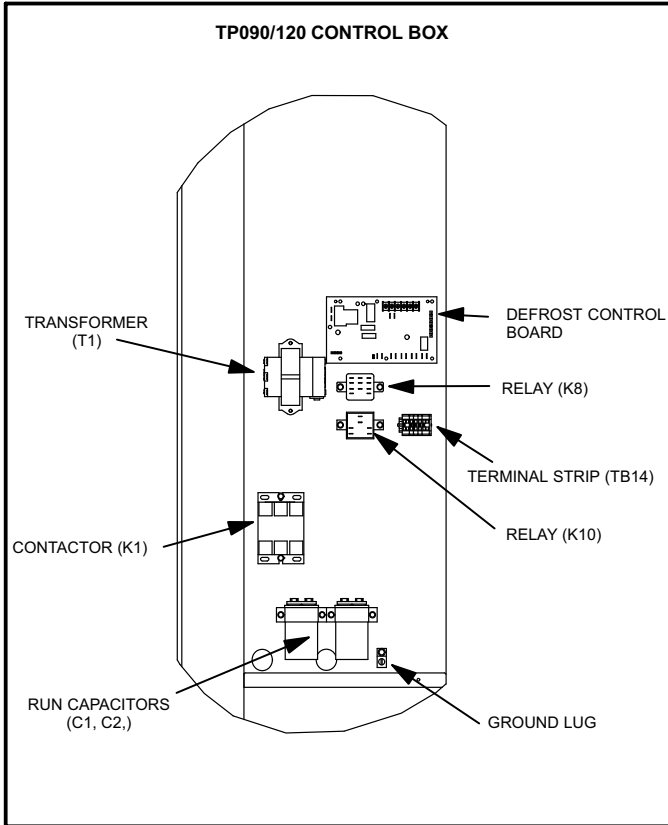 TP090/120 CONTROL BOX
TRANSFORMER
(T1)
DEFROST CONTROL
BOARD
RELAY (K8)
TERMINAL STRIP (TB14)
RELAY (K10)
CONTACTOR (K1)
RUN CAPACITORS
(C1, C2,)
GROUND LUG